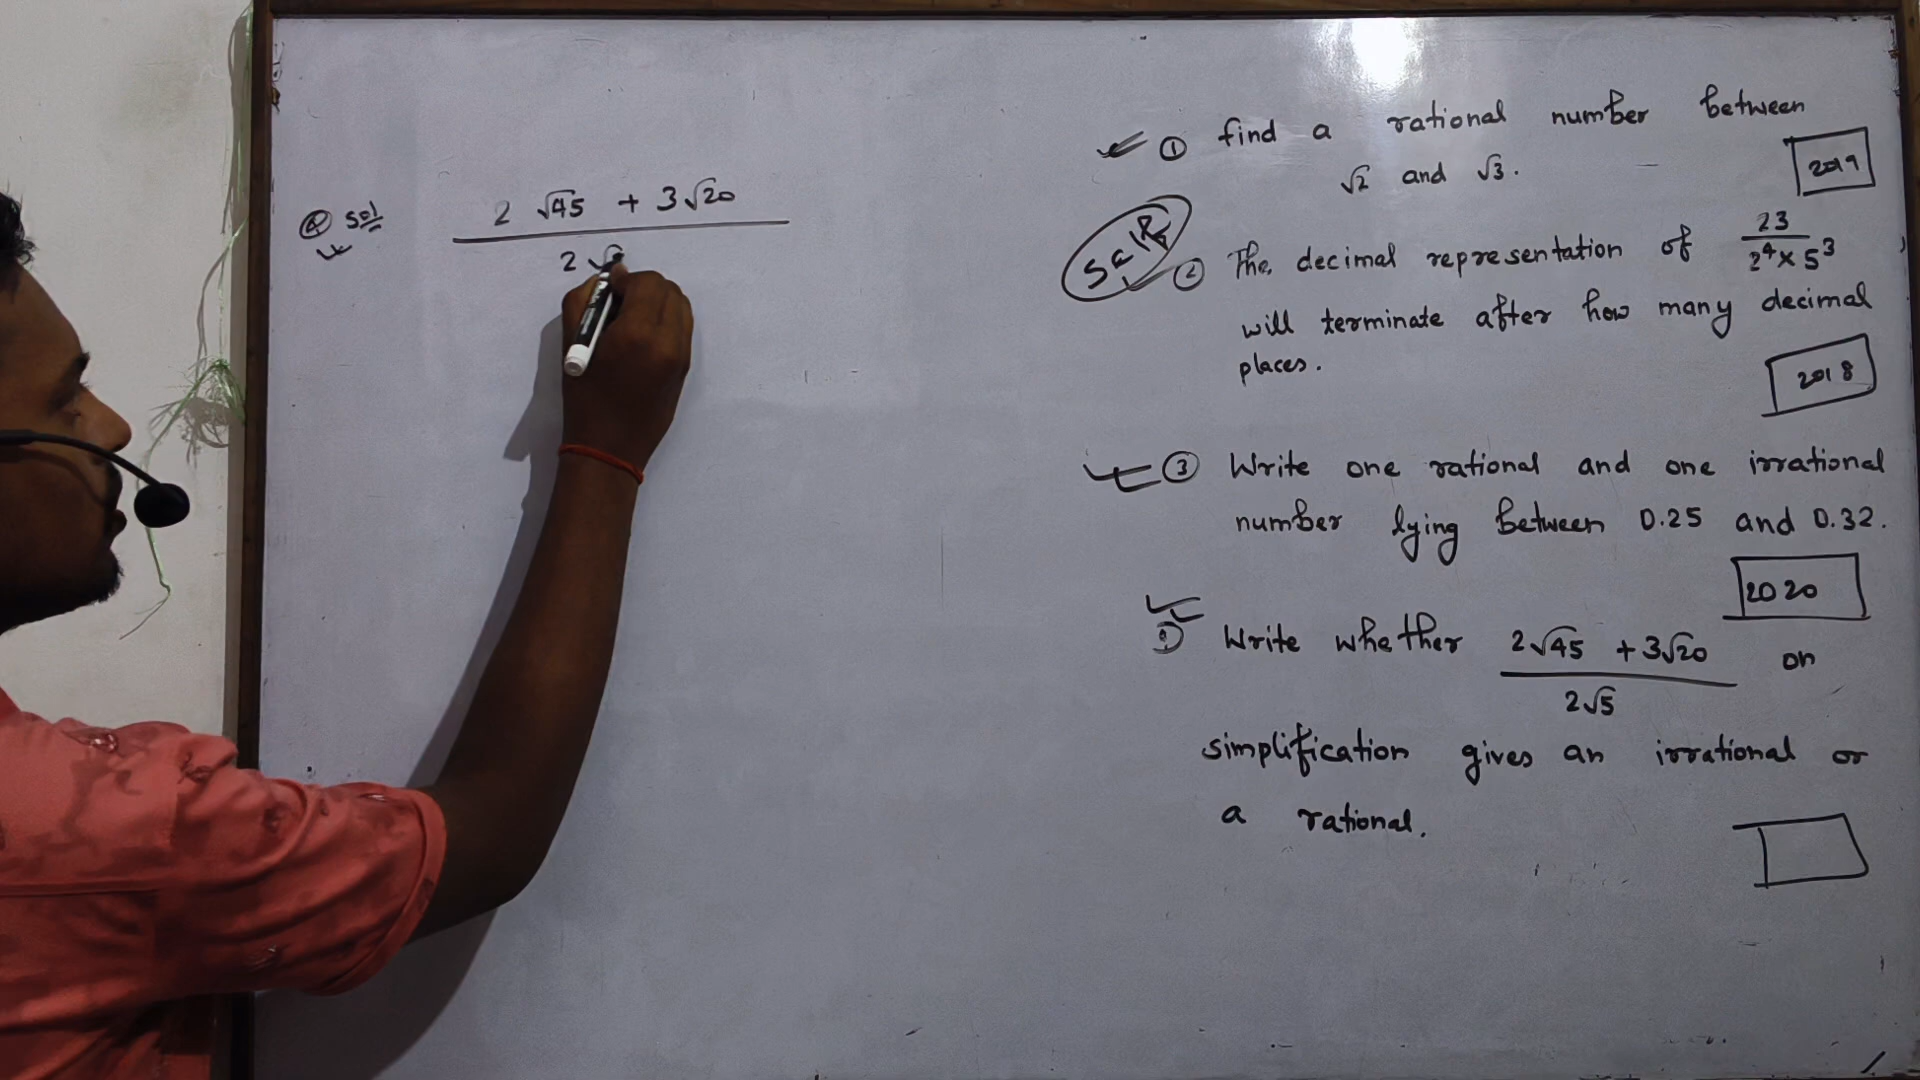 sol
2 √45 + 3√20
2 √
① find a rational number between
√2 and √3.
2019
Self
② The decimal representation of 23
2⁴ × 5³
will terminate after how many decimal
places.
2018
③ Write one rational and one irrational
number lying between 0.25 and 0.32.
2020
Write whether 2√45 + 3√20 on
2√5
simplification gives an irrational or
a rational.